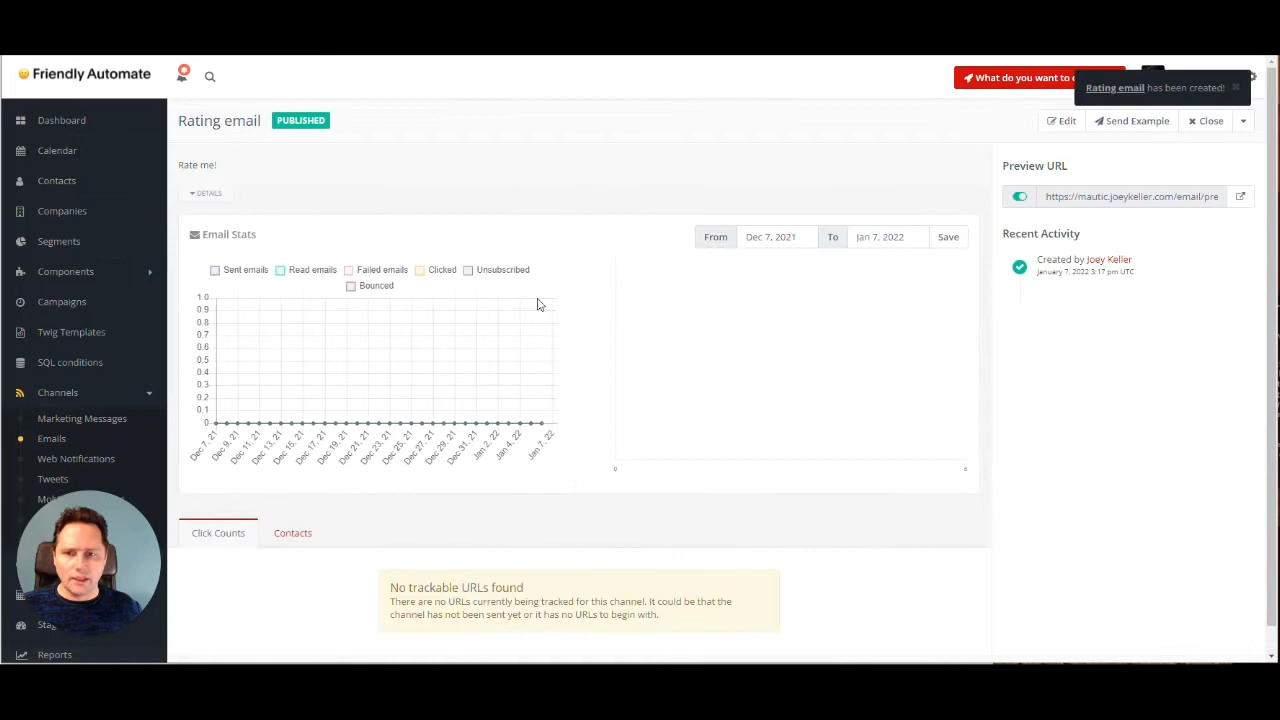 Friendly Automate
What do you want to
Rating email has been created!
Dashboard
Calendar
Contacts
Companies
Segments
Components
Campaigns
Twig Templates
SQL conditions
Channels
Marketing Messages
Emails
Web Notifications
Tweets
Reports
Rating email
PUBLISHED
Edit
Send Example
Close
Rate me!
DETAILS
Email Stats
From
Dec 7, 2021
To
Jan 7, 2022
Save
Sent emails
Read emails
Failed emails
Clicked
Unsubscribed
Bounced
1.0
0.9
0.8
0.7
0.6
0.5
0.4
0.3
0.2
0.1
0
Dec 7, 21
Dec 9, 21
Dec 11, 21
Dec 13, 21
Dec 15, 21
Dec 17, 21
Dec 19, 21
Dec 21, 21
Dec 23, 21
Dec 25, 21
Dec 27, 21
Dec 29, 21
Dec 31, 21
Jan 2, 22
Jan 4, 22
Jan 7, 22
0
6
Click Counts
Contacts
No trackable URLs found
There are no URLs currently being tracked for this channel. It could be that the
channel has not been sent yet or it has no URLs to begin with.
Preview URL
https://mautic.joeykeller.com/email/pre
Recent Activity
Created by Joey Keller
January 7, 2022 3:17 pm UTC